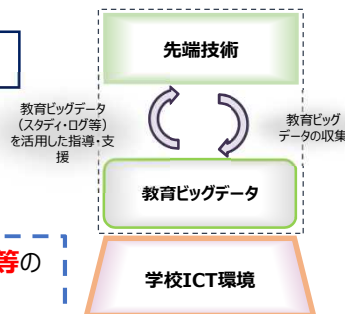 先端技術
教育ビッグデータ
（スタディ・ログ等）
を活用した指導・支
援
教育ビッグ
データの収集
教育ビッグデータ
等の
学校ICT環境